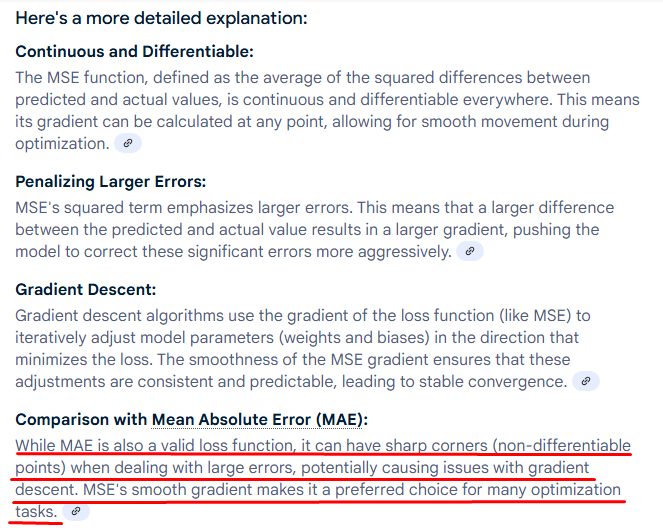 Here's a more detailed explanation:
Continuous and Differentiable:
The MSE function, defined as the average of the squared differences between
predicted and actual values, is continuous and differentiable everywhere. This means
its gradient can be calculated at any point, allowing for smooth movement during
optimization.
Penalizing Larger Errors:
MSE's squared term emphasizes larger errors. This means that a larger difference
between the predicted and actual value results in a larger gradient, pushing the
model to correct these significant errors more aggressively.
Gradient Descent:
Gradient descent algorithms use the gradient of the loss function (like MSE) to
iteratively adjust model parameters (weights and biases) in the direction that
minimizes the loss. The smoothness of the MSE gradient ensures that these
adjustments are consistent and predictable, leading to stable convergence.
Comparison with Mean Absolute Error (MAE):
While MAE is also a valid loss function, it can have sharp corners (non-differentiable
points) when dealing with large errors, potentially causing issues with gradient
descent. MSE's smooth gradient makes it a preferred choice for many optimization
tasks.